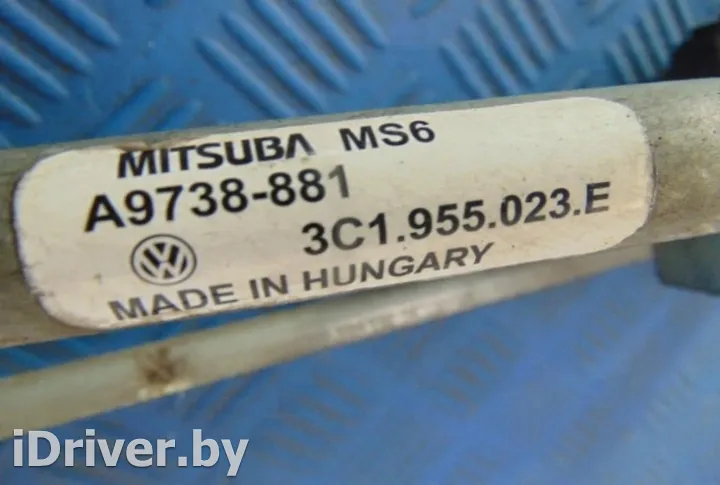 MITSUBA MS6
A9738-881
3C1.955.023.E
MADE IN HUNGARY
iDriver.by